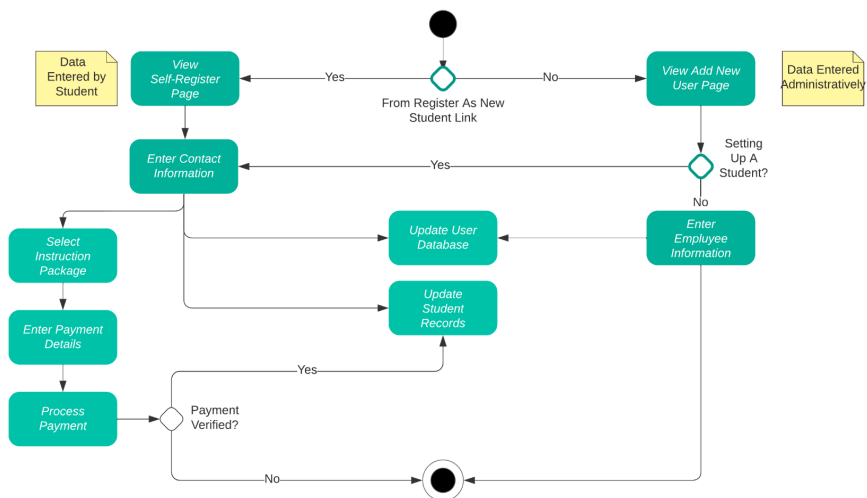 Data
Entered by
Student
View
Self-Register
Page
Yes
No
From Register As New
Student Link
View Add New
User Page
Data Entered
Administratively
Enter Contact
Information
Yes
Setting
Up A
Student?
No
Select
Instruction
Package
Update User
Database
Enter
Employee
Information
Update
Student
Records
Enter Payment
Details
Yes
Process
Payment
Payment
Verified?
No